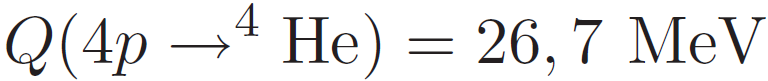 Q(4p →⁴ He) = 26, 7 MeV